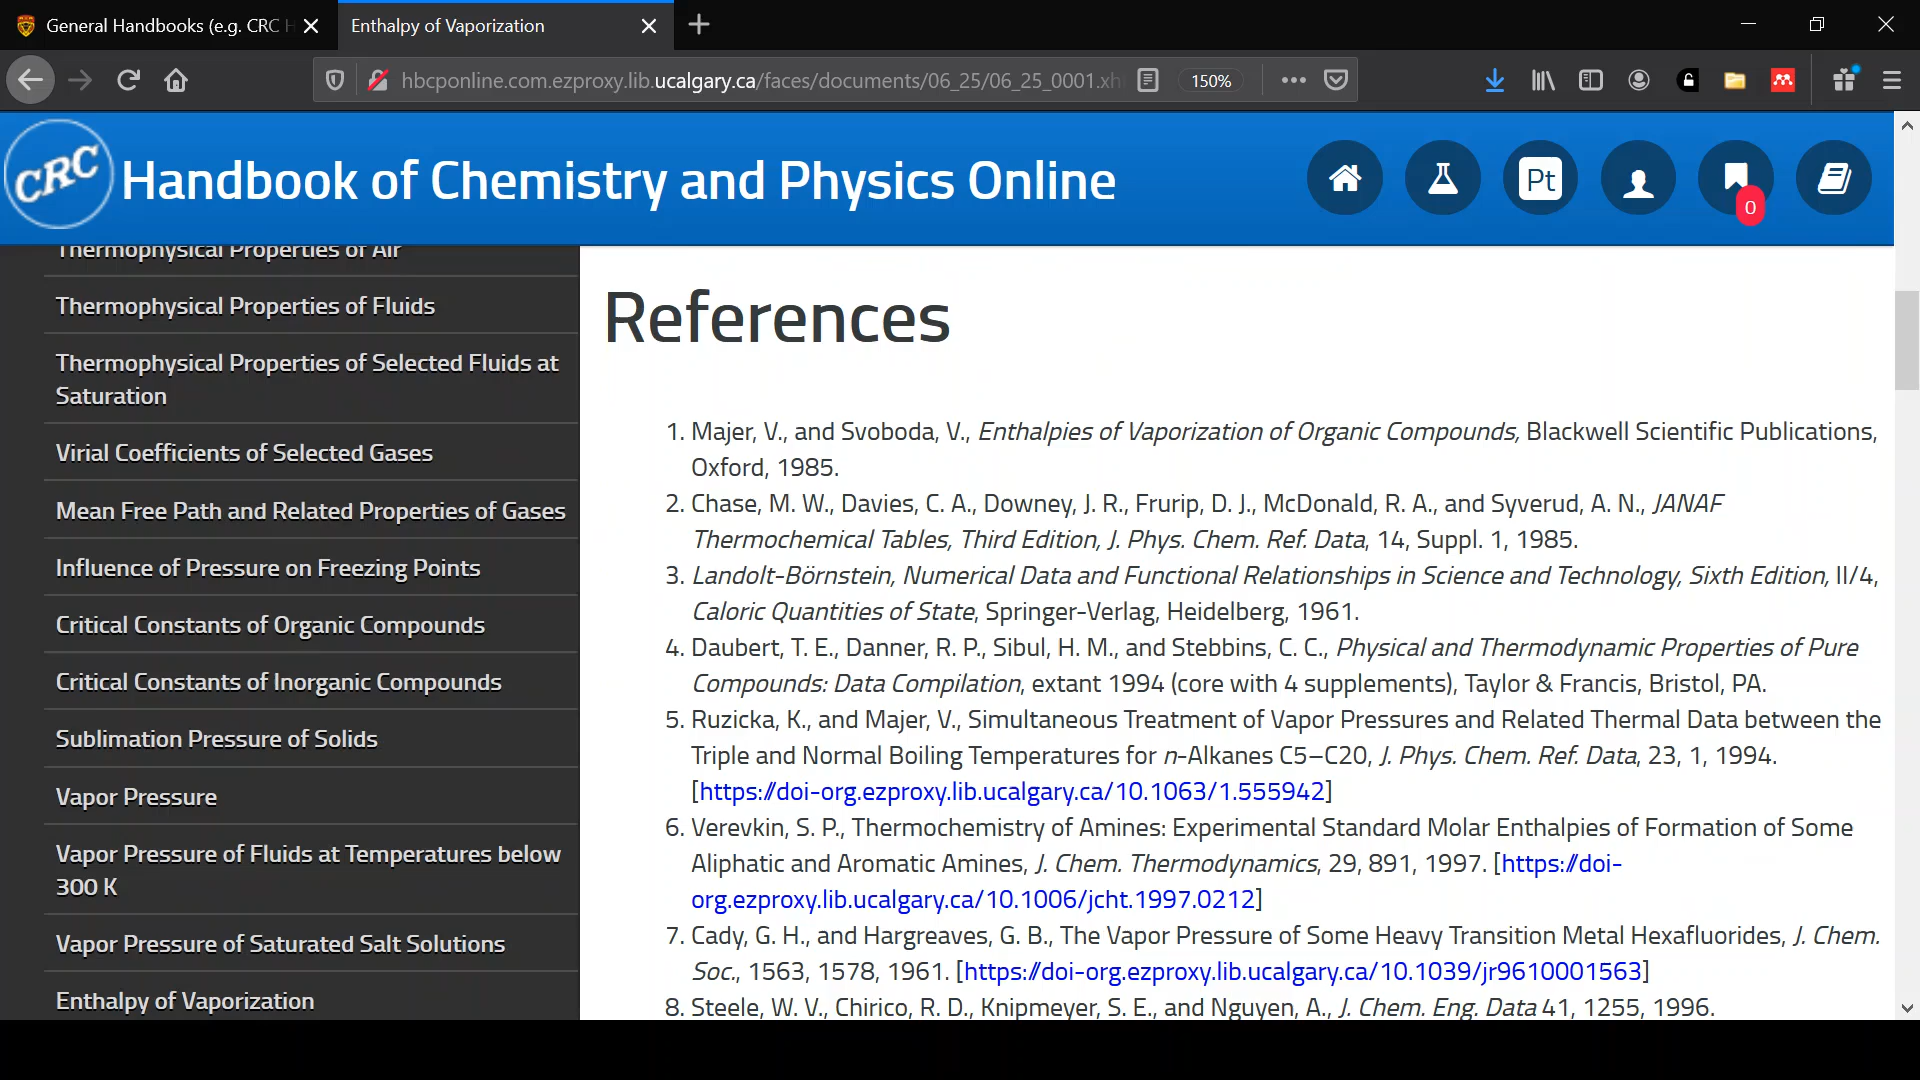 General Handbooks (e.g. CRC H
Enthalpy of Vaporization
hbcponline.com.ezproxy.lib.ucalgary.ca/faces/documents/06_25/06_25_0001.xh
150%
CRC
Handbook of Chemistry and Physics Online
Pt
0
Thermophysical Properties of Air
Thermophysical Properties of Fluids
Thermophysical Properties of Selected Fluids at
Saturation
Virial Coefficients of Selected Gases
Mean Free Path and Related Properties of Gases
Influence of Pressure on Freezing Points
Critical Constants of Organic Compounds
Critical Constants of Inorganic Compounds
Sublimation Pressure of Solids
Vapor Pressure
Vapor Pressure of Fluids at Temperatures below
300 K
Vapor Pressure of Saturated Salt Solutions
Enthalpy of Vaporization
References
1. Majer, V., and Svoboda, V., Enthalpies of Vaporization of Organic Compounds, Blackwell Scientific Publications,
Oxford, 1985.
2. Chase, M. W., Davies, C. A., Downey, J. R., Frurip, D. J., McDonald, R. A., and Syverud, A. N., JANAF
Thermochemical Tables, Third Edition, J. Phys. Chem. Ref. Data, 14, Suppl. 1, 1985.
3. Landolt-Börnstein, Numerical Data and Functional Relationships in Science and Technology, Sixth Edition, II/4,
Caloric Quantities of State, Springer-Verlag, Heidelberg, 1961.
4. Daubert, T. E., Danner, R. P., Sibul, H. M., and Stebbins, C. C., Physical and Thermodynamic Properties of Pure
Compounds: Data Compilation, extant 1994 (core with 4 supplements), Taylor & Francis, Bristol, PA.
5. Ruzicka, K., and Majer, V., Simultaneous Treatment of Vapor Pressures and Related Thermal Data between the
Triple and Normal Boiling Temperatures for n-Alkanes C5–C20, J. Phys. Chem. Ref. Data, 23, 1, 1994.
[https://doi-org.ezproxy.lib.ucalgary.ca/10.1063/1.555942]
6. Verevkin, S. P., Thermochemistry of Amines: Experimental Standard Molar Enthalpies of Formation of Some
Aliphatic and Aromatic Amines, J. Chem. Thermodynamics, 29, 891, 1997. [https://doi-
org.ezproxy.lib.ucalgary.ca/10.1006/jcht.1997.0212]
7. Cady, G. H., and Hargreaves, G. B., The Vapor Pressure of Some Heavy Transition Metal Hexafluorides, J. Chem.
Soc., 1563, 1578, 1961. [https://doi-org.ezproxy.lib.ucalgary.ca/10.1039/jr9610001563]
8. Steele, W. V., Chirico, R. D., Knipmeyer, S. E., and Nguyen, A., J. Chem. Eng. Data 41, 1255, 1996.